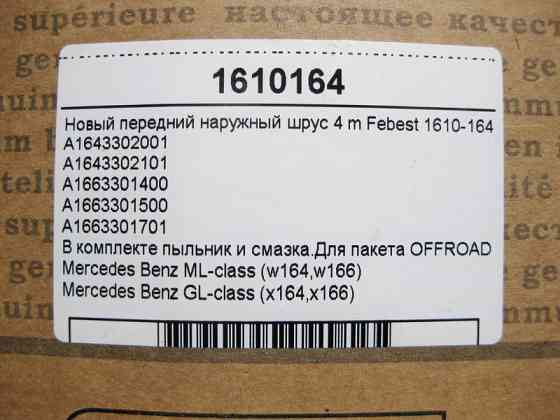 supérieure настоящее качест
1610164
Новый передний наружный шрус 4 m Febest 1610-164
A1643302001
A1643302101
A1663301400
A1663301500
A1663301701
В комплекте пыльник и смазка.Для пакета OFFROAD
Mercedes Benz ML-class (w164,w166)
Mercedes Benz GL-class (x164,x166)